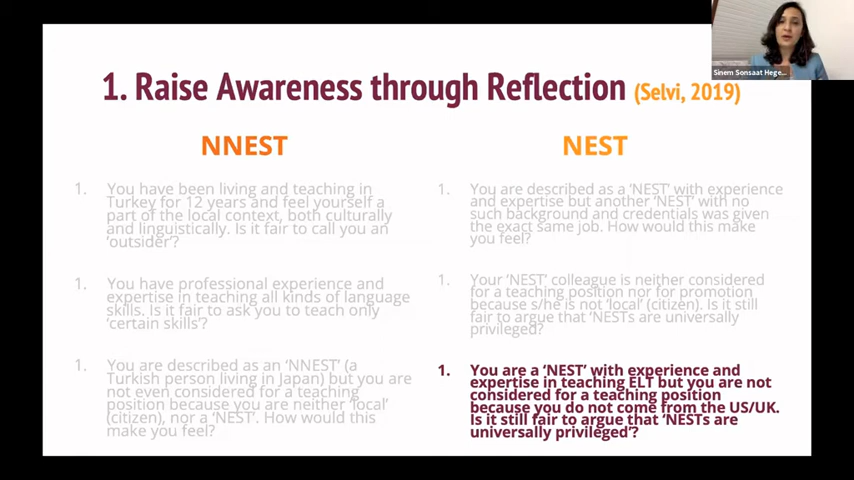 Sinem Sonsaat Hege...
1. Raise Awareness through Reflection (Selvi, 2019)
NNEST
1. You have been living and teaching in
Turkey for 12 years and feel yourself a
part of the local context, both culturally
and linguistically. Is it fair to call you an
‘outsider’?
1. You have professional experience and
expertise in teaching all kinds of language
skills. Is it fair to ask you to teach only
‘certain skills’?
1. You are described as an ‘NNEST’ (a
Turkish person living in Japan) but you are
not even considered for a teaching
position because you are neither ‘local’
(citizen), nor a ‘NEST’. How would this
make you feel?
NEST
1. You are described as a ‘NEST’ with experience
and expertise but another ‘NEST’ with no
such background and credentials was given
the exact same job. How would this make
you feel?
1. Your ‘NEST’ colleague is neither considered
for a teaching position nor for promotion
because s/he is not ‘local’ (citizen). Is it still
fair to argue that ‘NESTs are universally
privileged?
1. You are a ‘NEST’ with experience and
expertise in teaching ELT but you are not
considered for a teaching position
because you do not come from the US/UK.
Is it still fair to argue that ‘NESTs are
universally privileged’?